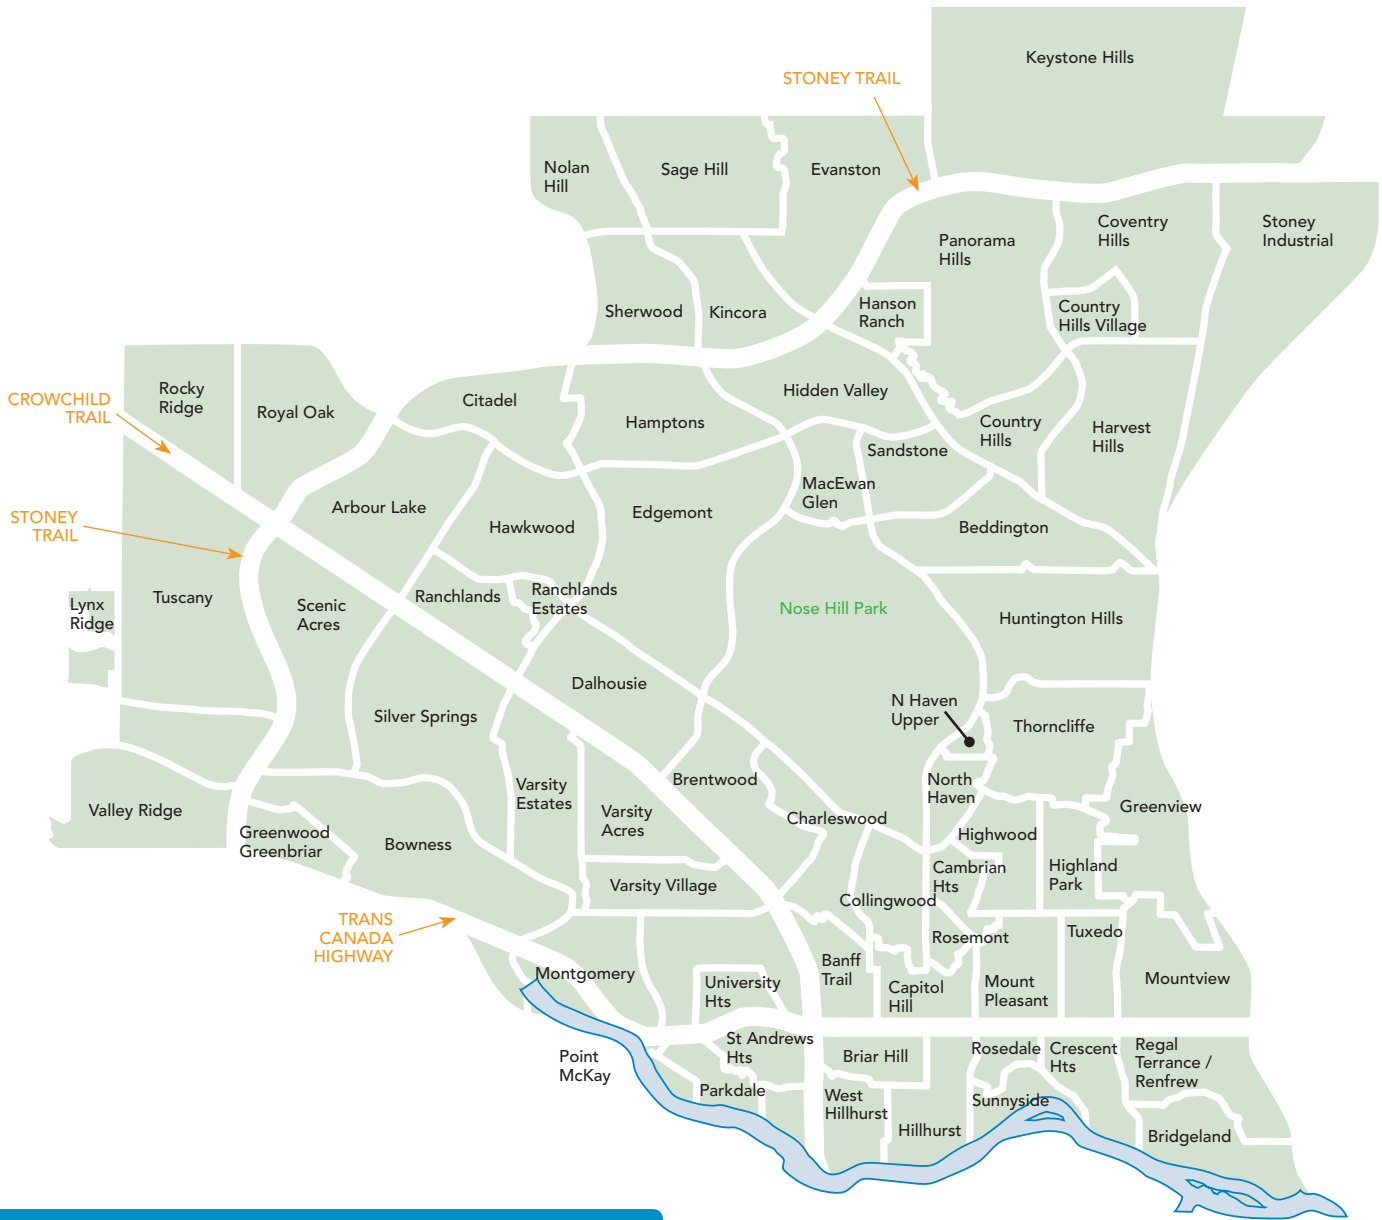 Keystone Hills
STONEY TRAIL
Nolan
Hill
Sage Hill
Evanston
Coventry
Hills
Stoney
Industrial
Panorama
Hills
Sherwood
Kincora
Hanson
Ranch
Country
Hills Village
Rocky
Ridge
Royal Oak
CROWCHILD
TRAIL
Citadel
Hidden Valley
Hamptons
Country
Hills
Harvest
Hills
Sandstone
MacEwan
Glen
Arbour Lake
Hawkwood
Edgemont
Beddington
STONEY
TRAIL
Lynx
Ridge
Tuscany
Scenic
Acres
Ranchlands
Ranchlands
Estates
Nose Hill Park
Huntington Hills
Dalhousie
Silver Springs
N Haven
Upper
Thorncliffe
Valley Ridge
Greenwood
Greenbriar
Bowness
Varsity
Estates
Varsity
Acres
Brentwood
North
Haven
Greenview
Charleswood
Highwood
Cambrian
Hts
Highland
Park
Varsity Village
Collingwood
TRANS
CANADA
HIGHWAY
Rosemont
Tuxedo
Montgomery
University
Hts
Banff
Trail
Capitol
Hill
Mount
Pleasant
Mountview
Point
McKay
St Andrews
Hts
Briar Hill
Rosedale
Crescent
Hts
Regal
Terrance /
Renfrew
Parkdale
West
Hillhurst
Sunnyside
Hillhurst
Bridgeland